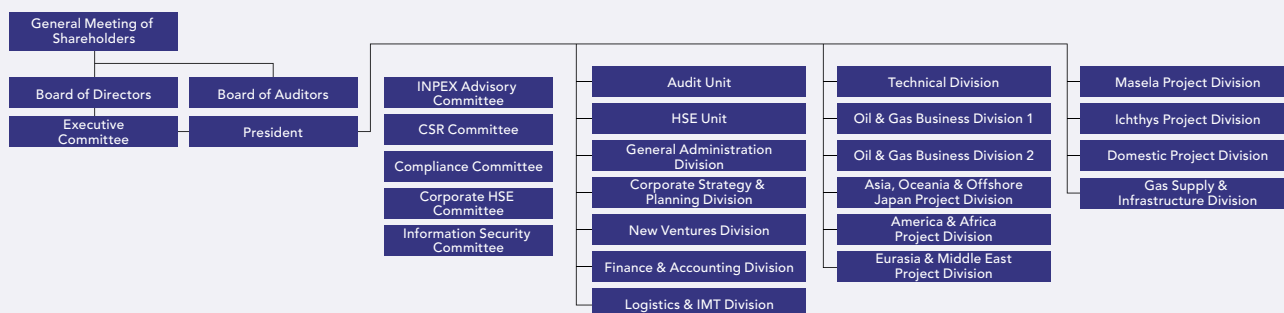 General Meeting of
Shareholders
Board of Directors
Board of Auditors
Executive
Committee
President
INPEX Advisory
Committee
CSR Committee
Compliance Committee
Corporate HSE
Committee
Information Security
Committee
Audit Unit
HSE Unit
General Administration
Division
Corporate Strategy &
Planning Division
New Ventures Division
Finance & Accounting Division
Logistics & IMT Division
Technical Division
Oil & Gas Business Division 1
Oil & Gas Business Division 2
Asia, Oceania & Offshore
Japan Project Division
America & Africa
Project Division
Eurasia & Middle East
Project Division
Masela Project Division
Ichthys Project Division
Domestic Project Division
Gas Supply &
Infrastructure Division